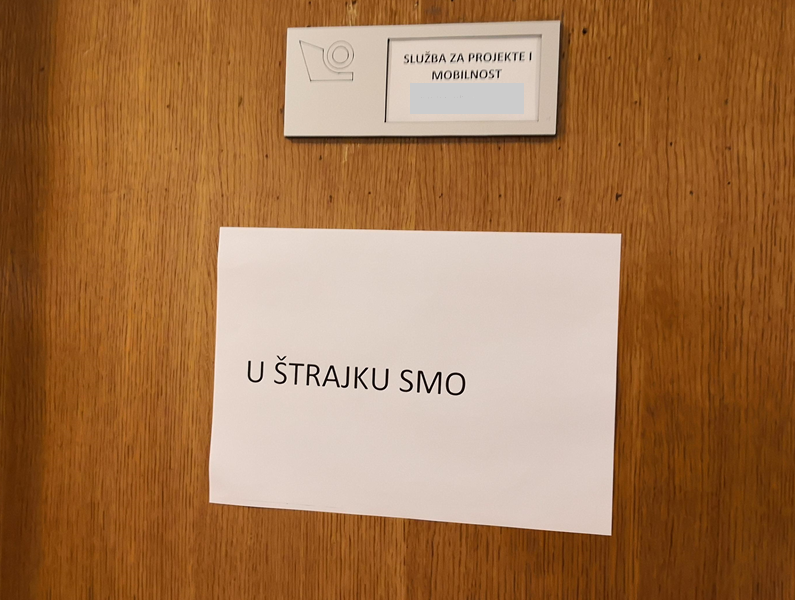 SLUŽBA ZA PROJEKTE I
MOBILNOST
U ŠTRAJKU SMO